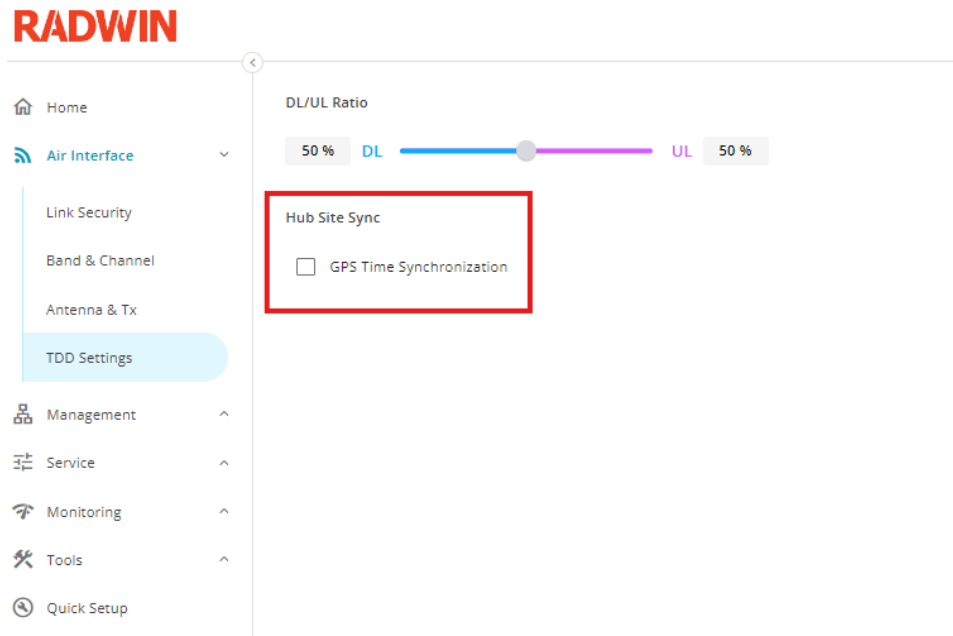 RADWIN
Home
Air Interface
Link Security
Band & Channel
Antenna & Tx
TDD Settings
Management
Service
Monitoring
Tools
Quick Setup
DL/UL Ratio
50 % DL UL 50 %
Hub Site Sync
GPS Time Synchronization